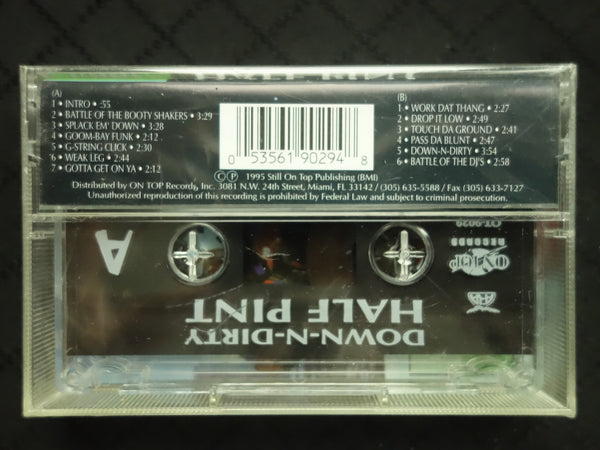 (A)
1 • INTRO • :55
2 • BATTLE OF THE BOOTY SHAKERS • 3:29
3 • SPLACK EM' DOWN • 3:28
4 • GOOM-BAY FUNK • 2:12
5 • G-STRING CLICK • 2:30
6 • WEAK LEG • 2:44
7 • GOTTA GET ON YA • 2:12
0 53561 90294 8
(B)
1 • WORK DAT THANG • 2:27
2 • DROP IT LOW • 2:49
3 • TOUCH DA GROUND • 2:41
4 • PASS DA BLUNT • 2:47
5 • DOWN-N-DIRTY • 3:54
6 • BATTLE OF THE DJ'S • 2:58
©℗ 1995 Still On Top Publishing (BMI)
Distributed by ON TOP Records, Inc. 3081 N.W. 24th Street, Miami, FL 33142 / (305) 635-5588 / Fax (305) 633-7127
Unauthorized reproduction of this recording is prohibited by Federal Law and subject to criminal prosecution.
A
DOWN-N-DIRTY
HALF PINT